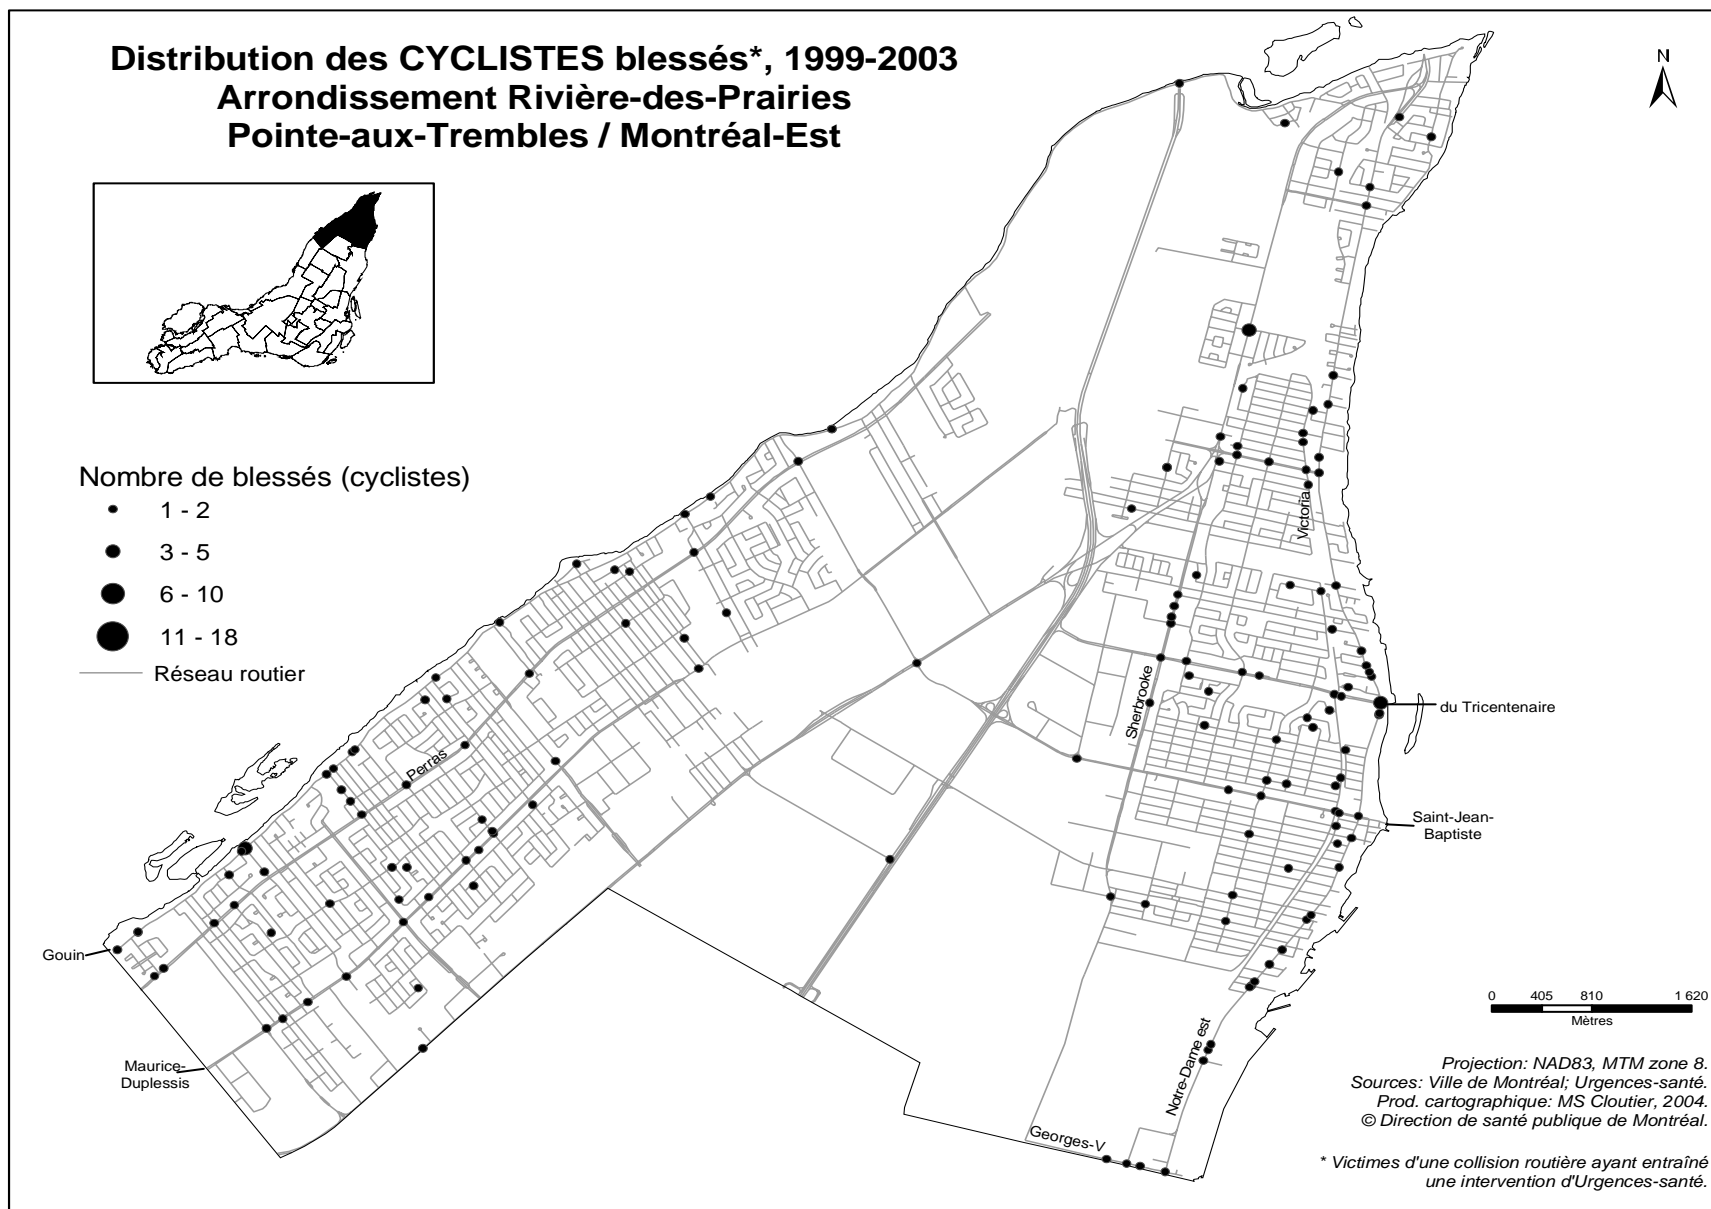 Distribution des CYCLISTES blessés*, 1999-2003
Arrondissement Rivière-des-Prairies
Pointe-aux-Trembles / Montréal-Est
N
Nombre de blessés (cyclistes)
1 - 2
3 - 5
6 - 10
11 - 18
Réseau routier
Victoria
Sherbrooke
du Tricentenaire
Perras
Saint-Jean-
Baptiste
Gouin
Maurice-
Duplessis
Notre-Dame est
Georges-V
0 405 810 1 620
Mètres
Projection: NAD83, MTM zone 8.
Sources: Ville de Montréal; Urgences-santé.
Prod. cartographique: MS Cloutier, 2004.
© Direction de santé publique de Montréal.
* Victimes d'une collision routière ayant entraîné
une intervention d'Urgences-santé.